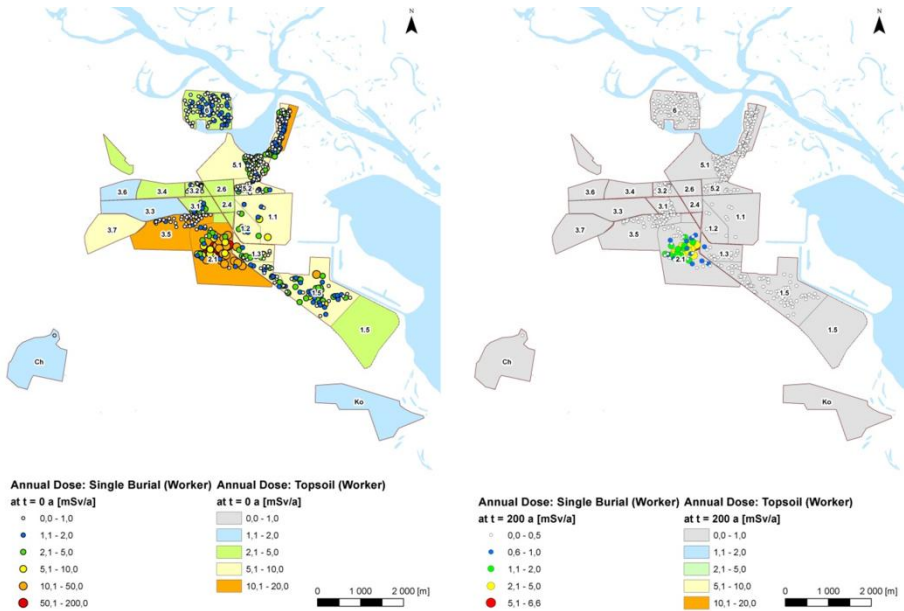 N
N
6
6
5.1
5.1
3.6
3.4
3.2
2.6
5.2
3.6
3.4
3.2
2.6
5.2
3.3
3.1
2.4
1.1
3.3
3.1
2.4
1.1
3.7
3.5
1.2
3.7
3.5
1.2
2.1
1.3
2.1
1.3
1.5
1.5
1.5
1.5
Ch
Ch
Ko
Ko
Annual Dose: Single Burial (Worker)
at t = 0 a [mSv/a]
0,0 - 1,0
1,1 - 2,0
2,1 - 5,0
5,1 - 10,0
10,1 - 50,0
50,1 - 200,0
Annual Dose: Topsoil (Worker)
at t = 0 a [mSv/a]
0,0 - 1,0
1,1 - 2,0
2,1 - 5,0
5,1 - 10,0
10,1 - 20,0
0 1 000 2 000 [m]
Annual Dose: Single Burial (Worker)
at t = 200 a [mSv/a]
0,0 - 0,5
0,6 - 1,0
1,1 - 2,0
2,1 - 5,0
5,1 - 6,6
Annual Dose: Topsoil (Worker)
at t = 200 a [mSv/a]
0,0 - 1,0
1,1 - 2,0
2,1 - 5,0
5,1 - 10,0
10,1 - 20,0
0 1 000 2 000 [m]